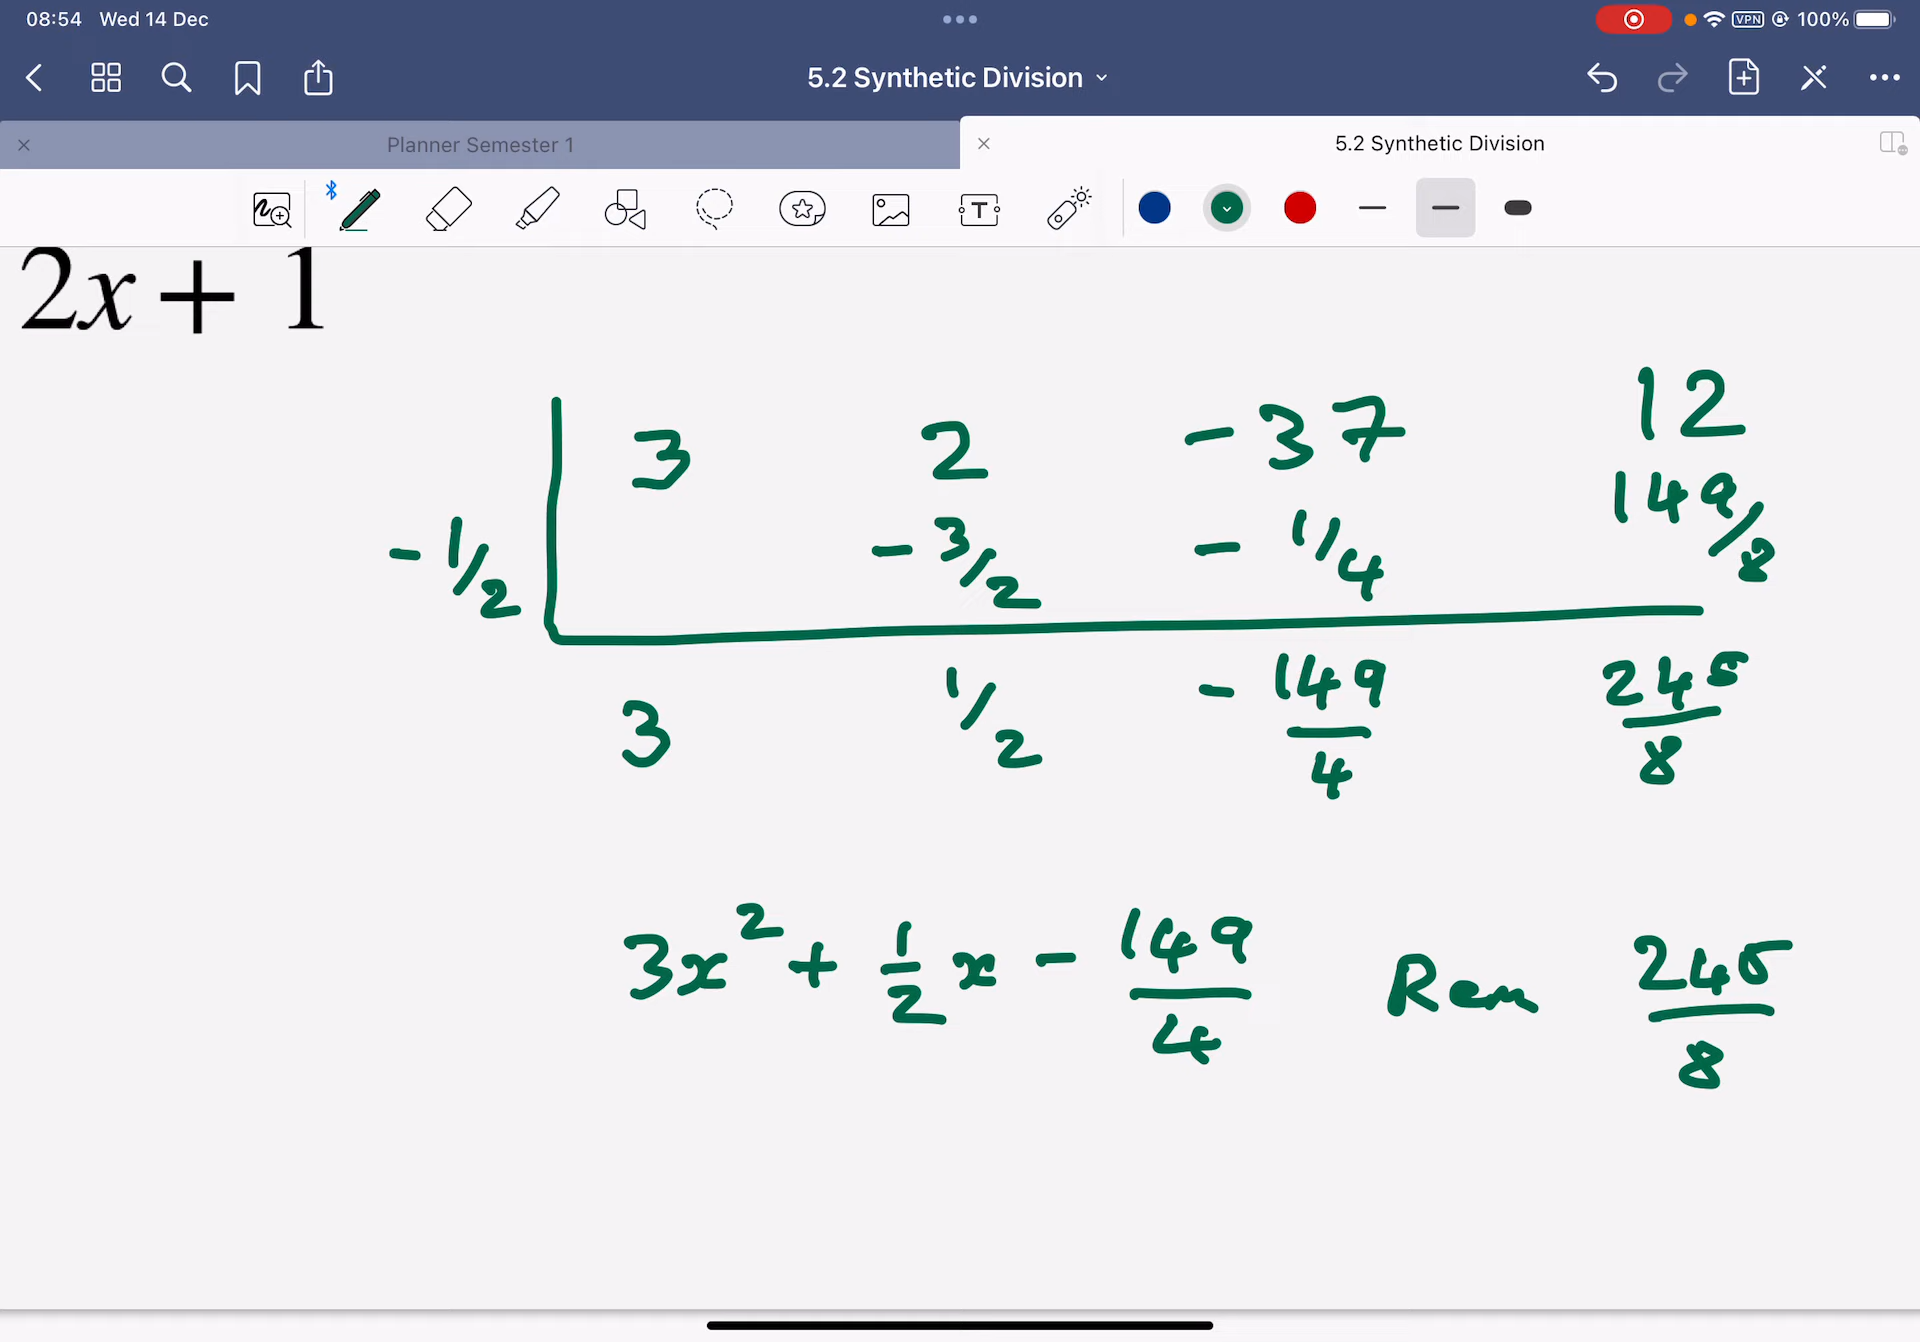 08:54 Wed 14 Dec
VPN 100%
5.2 Synthetic Division
Planner Semester 1
5.2 Synthetic Division
T
2x + 1
3 2 -37 12
-1/2 -3/2 -1/4 149/8
3 1/2 -149/4 245/8
3x² + 1/2 x - 149/4 Rem 245/8